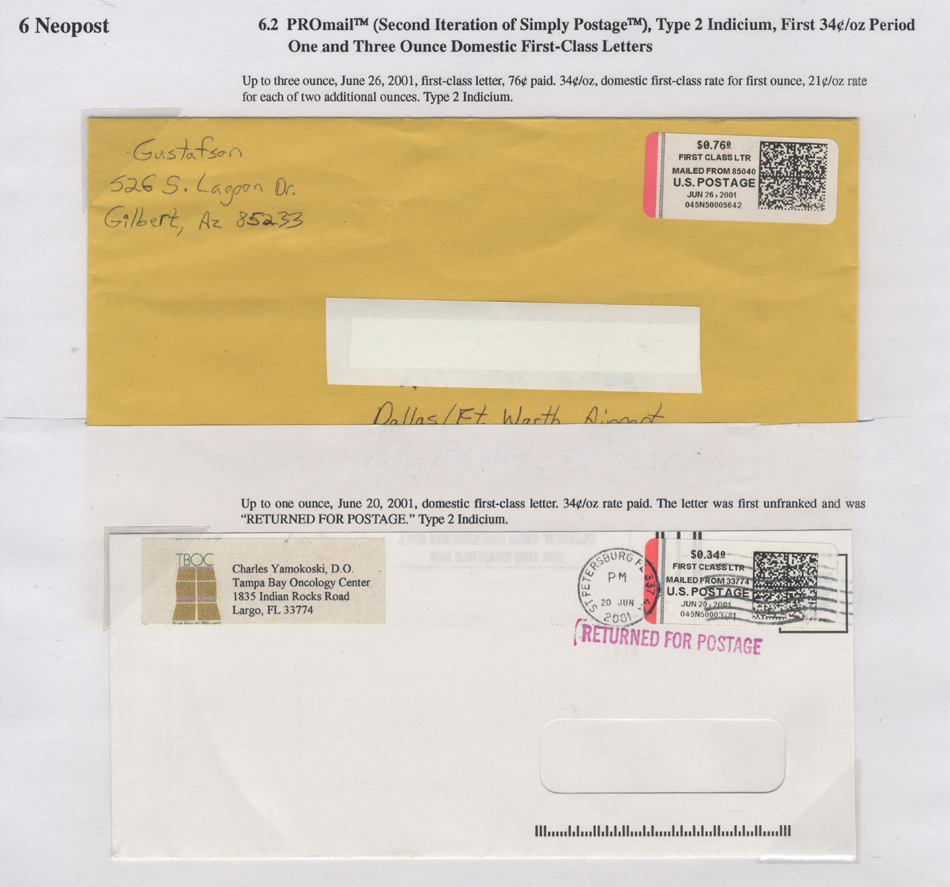 6 Neopost
6.2 PROmail™ (Second Iteration of Simply Postage™), Type 2 Indicium, First 34¢/oz Period
One and Three Ounce Domestic First-Class Letters
Up to three ounce, June 26, 2001, first-class letter, 76¢ paid. 34¢/oz, domestic first-class rate for first ounce, 21¢/oz rate
for each of two additional ounces. Type 2 Indicium.
Gustafson
526 S. Lagoon Dr.
Gilbert, Az 85233
$0.76⁰
FIRST CLASS LTR
MAILED FROM 85040
U.S. POSTAGE
JUN 26, 2001
045N50005642
Dallas/Ft. Worth Airport
Up to one ounce, June 20, 2001, domestic first-class letter. 34¢/oz rate paid. The letter was first unfranked and was
“RETURNED FOR POSTAGE.” Type 2 Indicium.
TBOC
Charles Yamokoski, D.O.
Tampa Bay Oncology Center
1835 Indian Rocks Road
Largo, FL 33774
ST PETERSBURG FL 337
PM
20 JUN
2001
$0.34⁰
FIRST CLASS LTR
MAILED FROM 33774
U.S. POSTAGE
JUN 20, 2001
RETURNED FOR POSTAGE